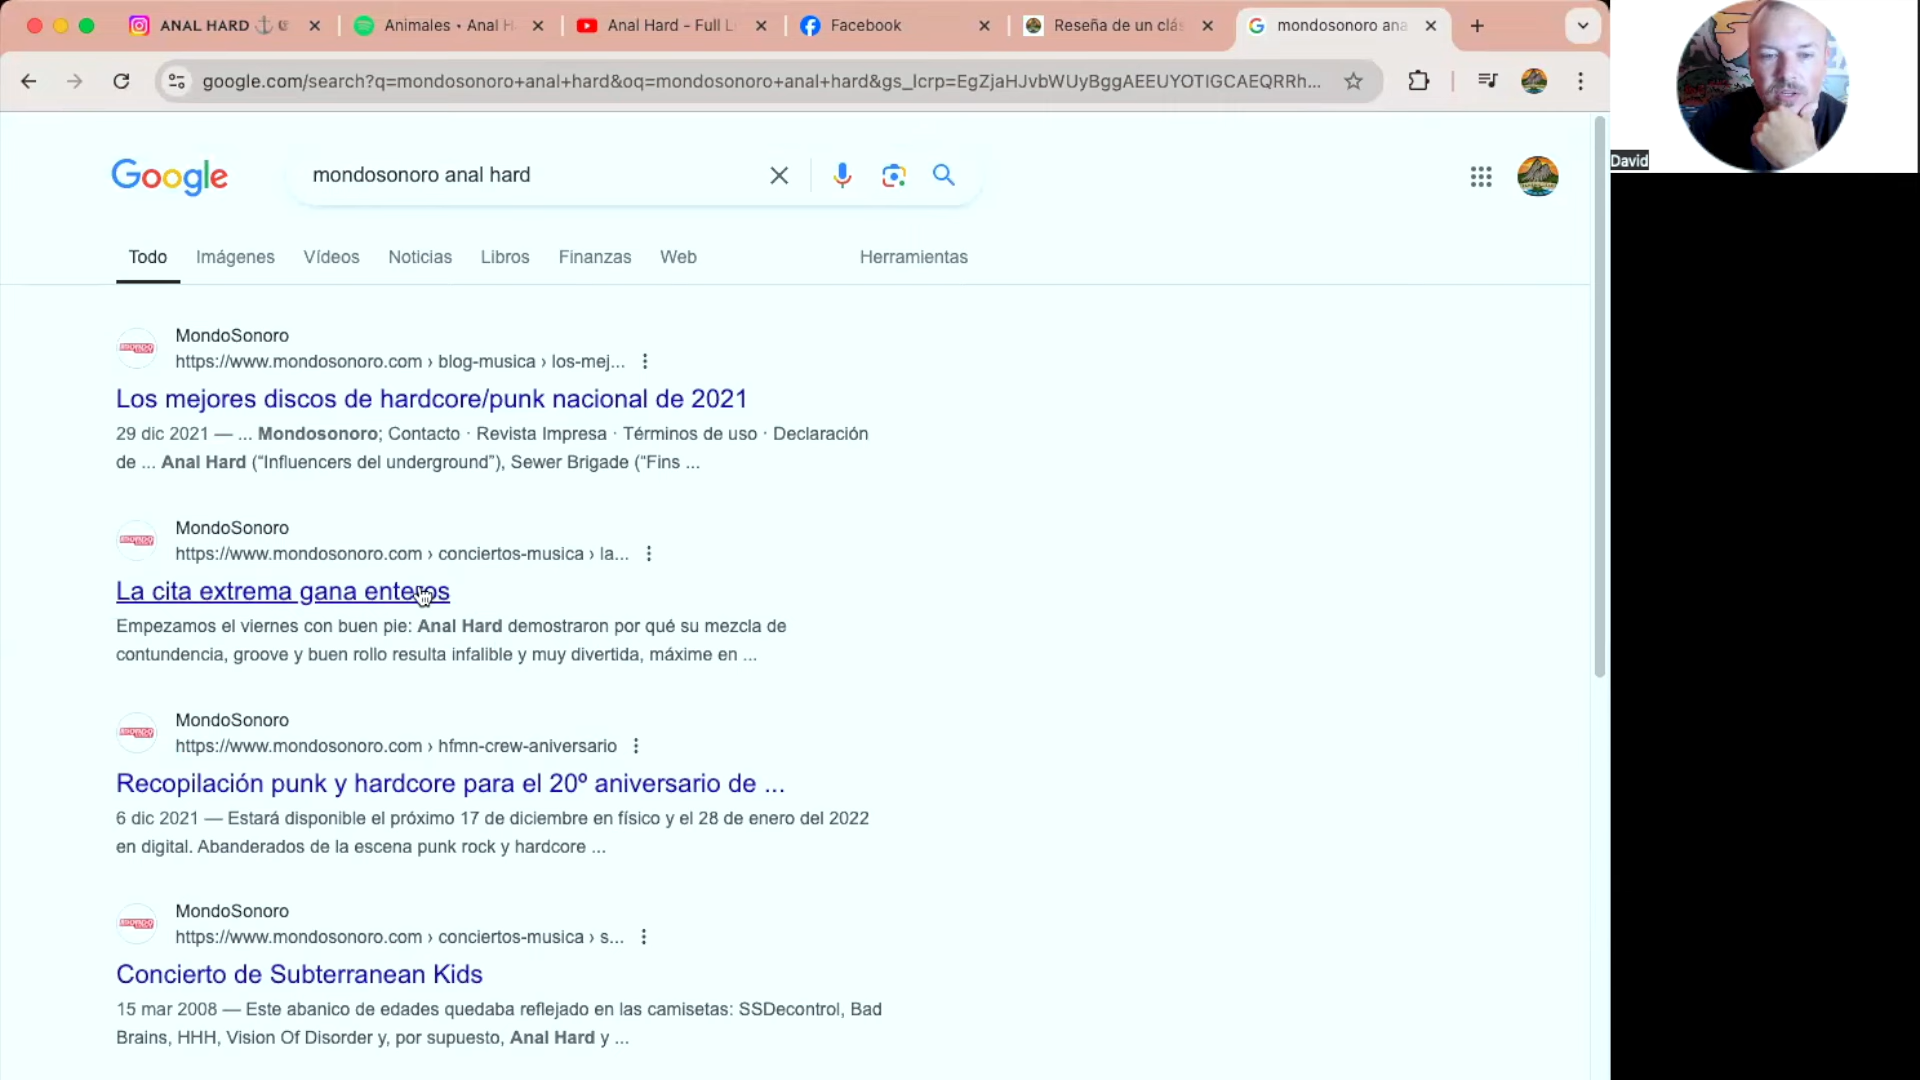 ANAL HARD
Animales • Anal H
Anal Hard - Full L
Facebook
Reseña de un clás
mondosonoro ana
google.com/search?q=mondosonoro+anal+hard&oq=mondosonoro+anal+hard&gs_lcrp=EgZjaHJvbWUyBggAEEUYOTIGCAEQRRh...
David
Google
mondosonoro anal hard
Todo
Imágenes
Vídeos
Noticias
Libros
Finanzas
Web
Herramientas
MondoSonoro
https://www.mondosonoro.com › blog-musica › los-mej...
Los mejores discos de hardcore/punk nacional de 2021
29 dic 2021 — ... Mondosonoro; Contacto · Revista Impresa · Términos de uso · Declaración
de ... Anal Hard (“Influencers del underground”), Sewer Brigade (“Fins ...
MondoSonoro
https://www.mondosonoro.com › conciertos-musica › la...
La cita extrema gana enteros
Empezamos el viernes con buen pie: Anal Hard demostraron por qué su mezcla de
contundencia, groove y buen rollo resulta infalible y muy divertida, máxime en ...
MondoSonoro
https://www.mondosonoro.com › hfmn-crew-aniversario
Recopilación punk y hardcore para el 20º aniversario de ...
6 dic 2021 — Estará disponible el próximo 17 de diciembre en físico y el 28 de enero del 2022
en digital. Abanderados de la escena punk rock y hardcore ...
MondoSonoro
https://www.mondosonoro.com › conciertos-musica › s...
Concierto de Subterranean Kids
15 mar 2008 — Este abanico de edades quedaba reflejado en las camisetas: SSDecontrol, Bad
Brains, HHH, Vision Of Disorder y, por supuesto, Anal Hard y ...